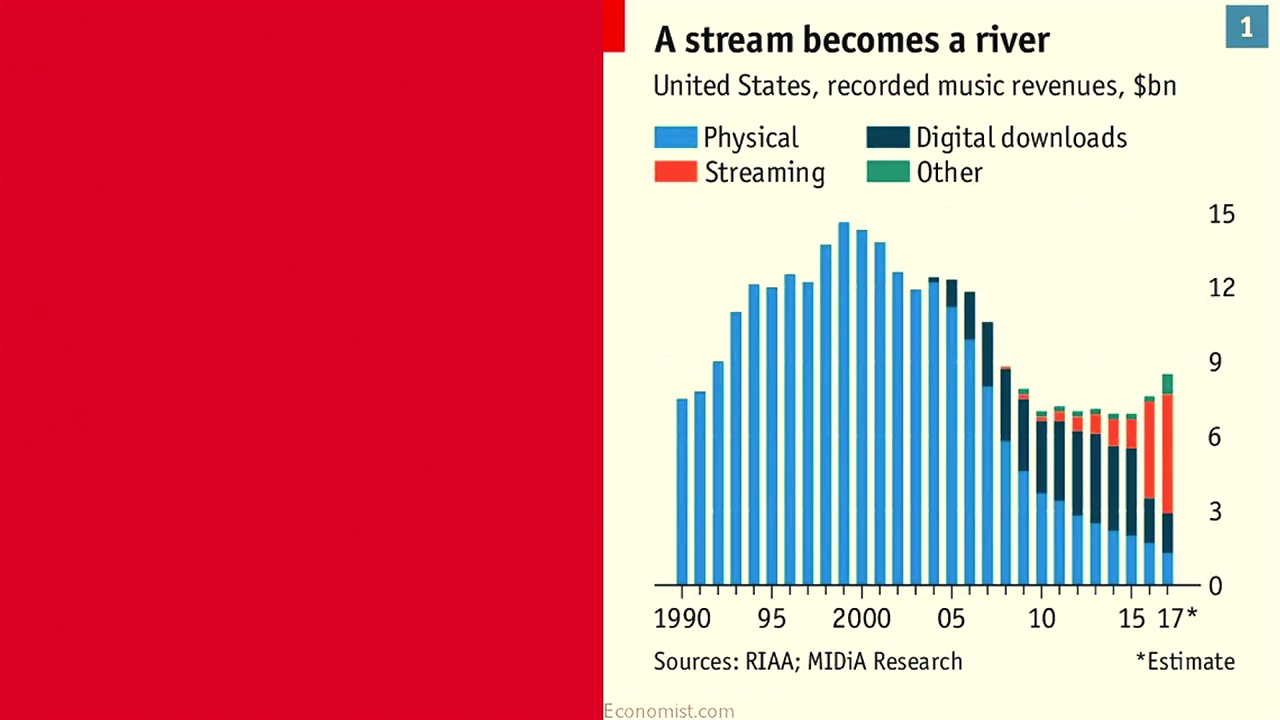 A stream becomes a river
1
United States, recorded music revenues, $bn
Physical
Digital downloads
Streaming
Other
15
12
9
6
3
0
1990 95 2000 05 10 15 17*
Sources: RIAA; MIDiA Research
*Estimate
Economist.com